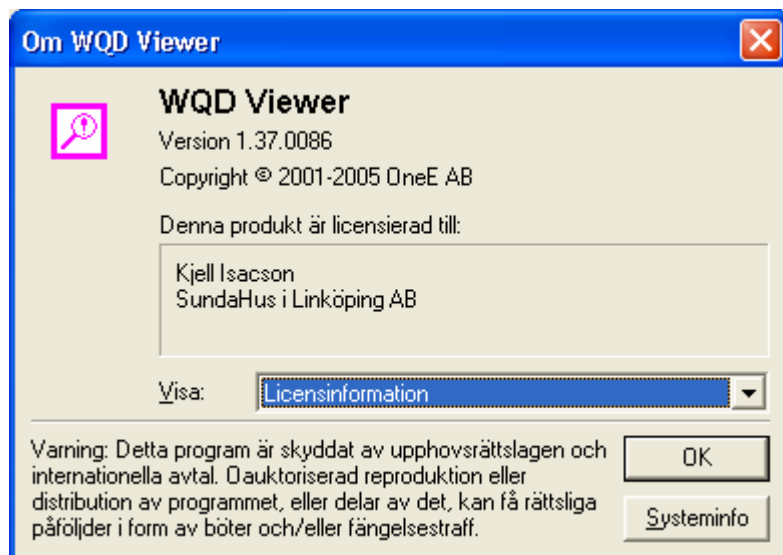 Om WQD Viewer
WQD Viewer
Version 1.37.0086
Copyright © 2001-2005 OneE AB
Denna produkt är licensierad till:
Kjell Isacson
SundaHus i Linköping AB
Visa: Licensinformation
Varning: Detta program är skyddat av upphovsrättslagen och
internationella avtal. Oauktoriserad reproduktion eller
distribution av programmet, eller delar av det, kan få rättsliga
påföljder i form av böter och/eller fängelsestraff.
OK
Systeminfo